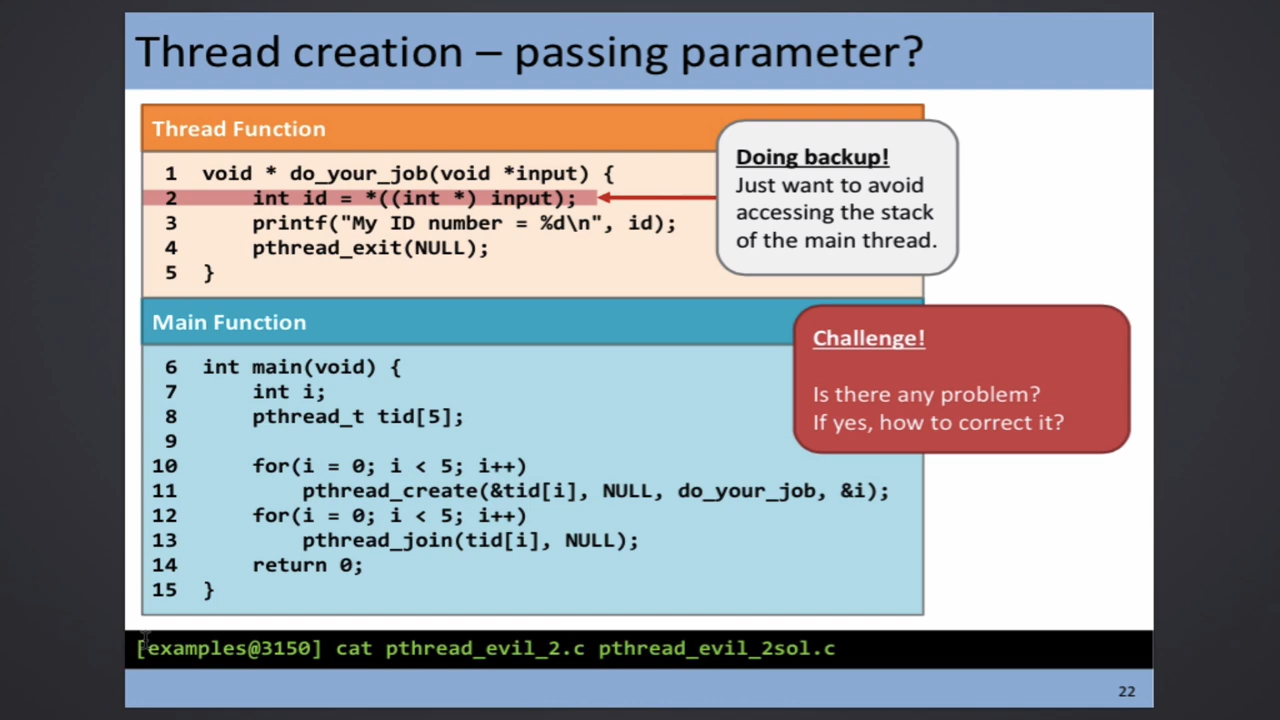 Thread creation – passing parameter?
Thread Function
1 void * do_your_job(void *input) {
2     int id = *((int *) input);
3     printf("My ID number = %d\n", id);
4     pthread_exit(NULL);
5 }
Doing backup!
Just want to avoid
accessing the stack
of the main thread.
Main Function
6 int main(void) {
7     int i;
8     pthread_t tid[5];
9
10     for(i = 0; i < 5; i++)
11         pthread_create(&tid[i], NULL, do_your_job, &i);
12     for(i = 0; i < 5; i++)
13         pthread_join(tid[i], NULL);
14     return 0;
15 }
Challenge!
Is there any problem?
If yes, how to correct it?
[examples@3150] cat pthread_evil_2.c pthread_evil_2sol.c
22